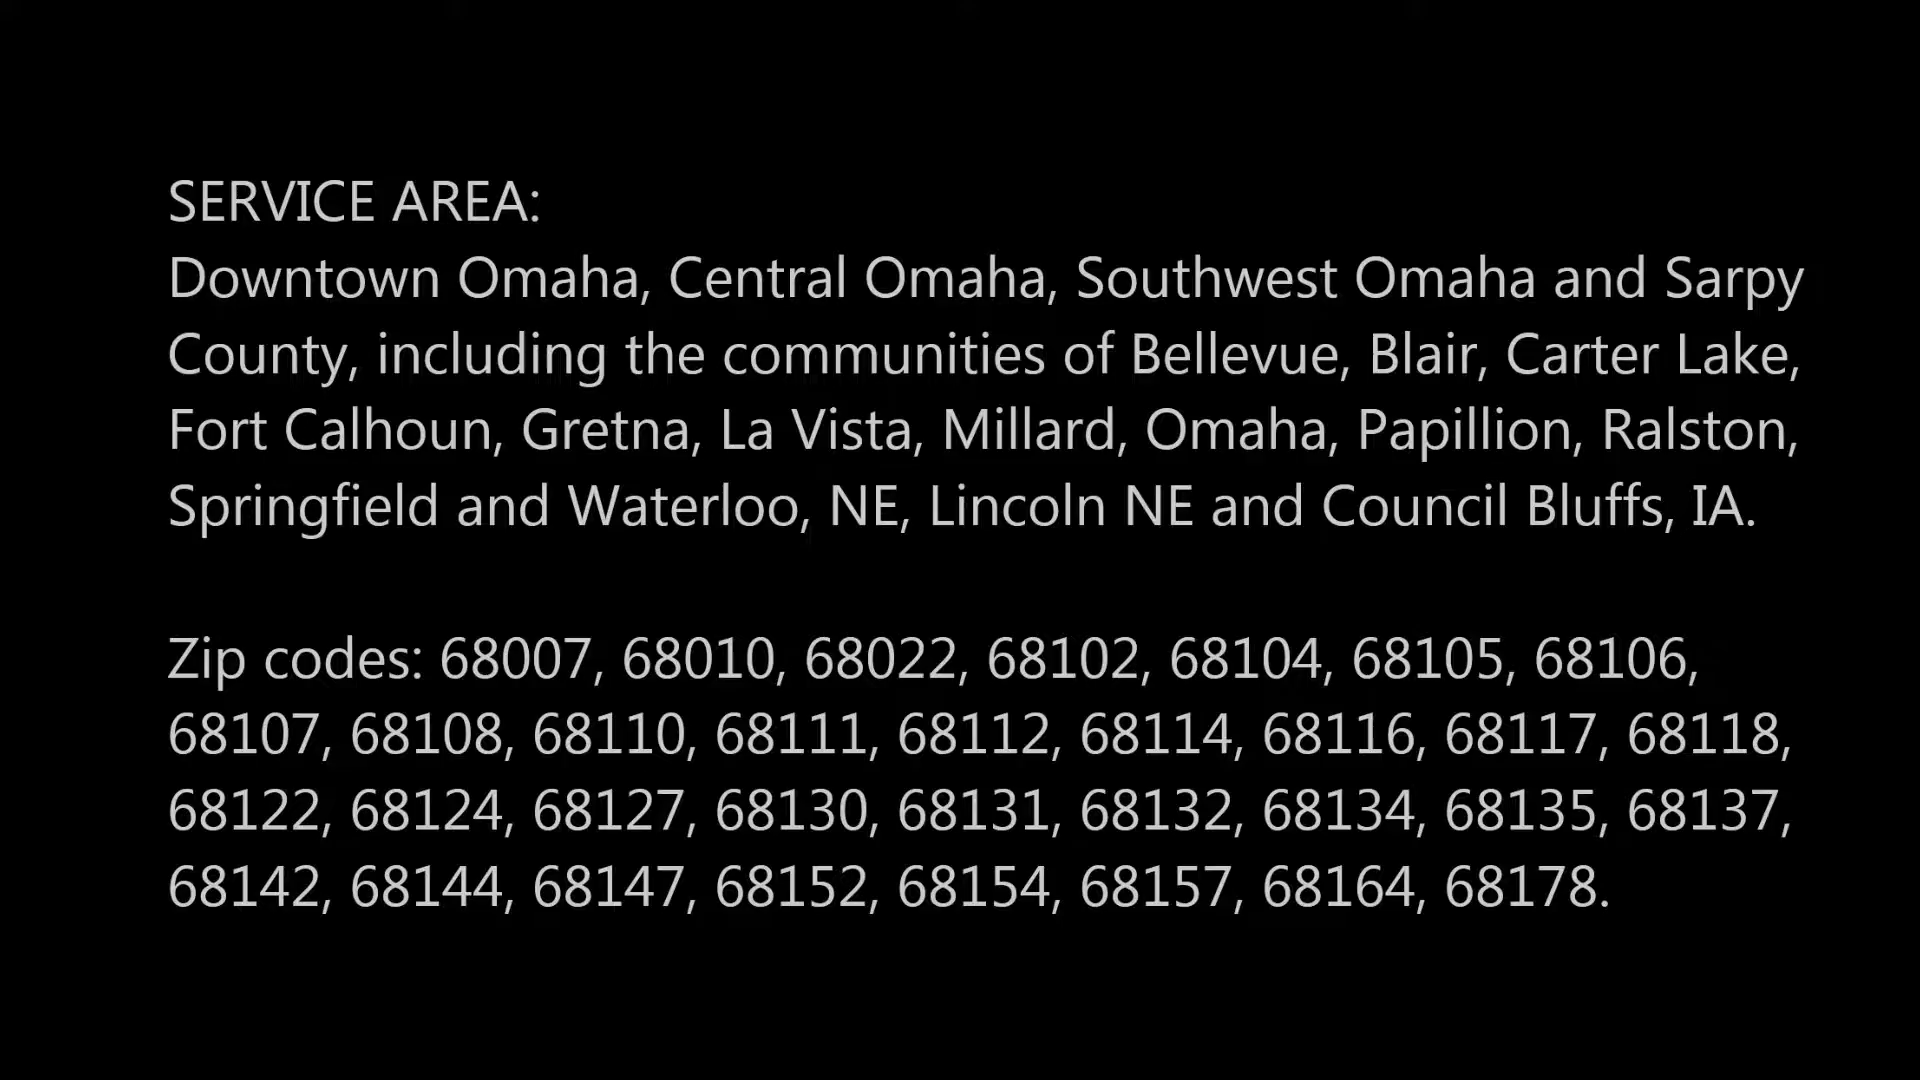 SERVICE AREA:
Downtown Omaha, Central Omaha, Southwest Omaha and Sarpy
County, including the communities of Bellevue, Blair, Carter Lake,
Fort Calhoun, Gretna, La Vista, Millard, Omaha, Papillion, Ralston,
Springfield and Waterloo, NE, Lincoln NE and Council Bluffs, IA.
Zip codes: 68007, 68010, 68022, 68102, 68104, 68105, 68106,
68107, 68108, 68110, 68111, 68112, 68114, 68116, 68117, 68118,
68122, 68124, 68127, 68130, 68131, 68132, 68134, 68135, 68137,
68142, 68144, 68147, 68152, 68154, 68157, 68164, 68178.